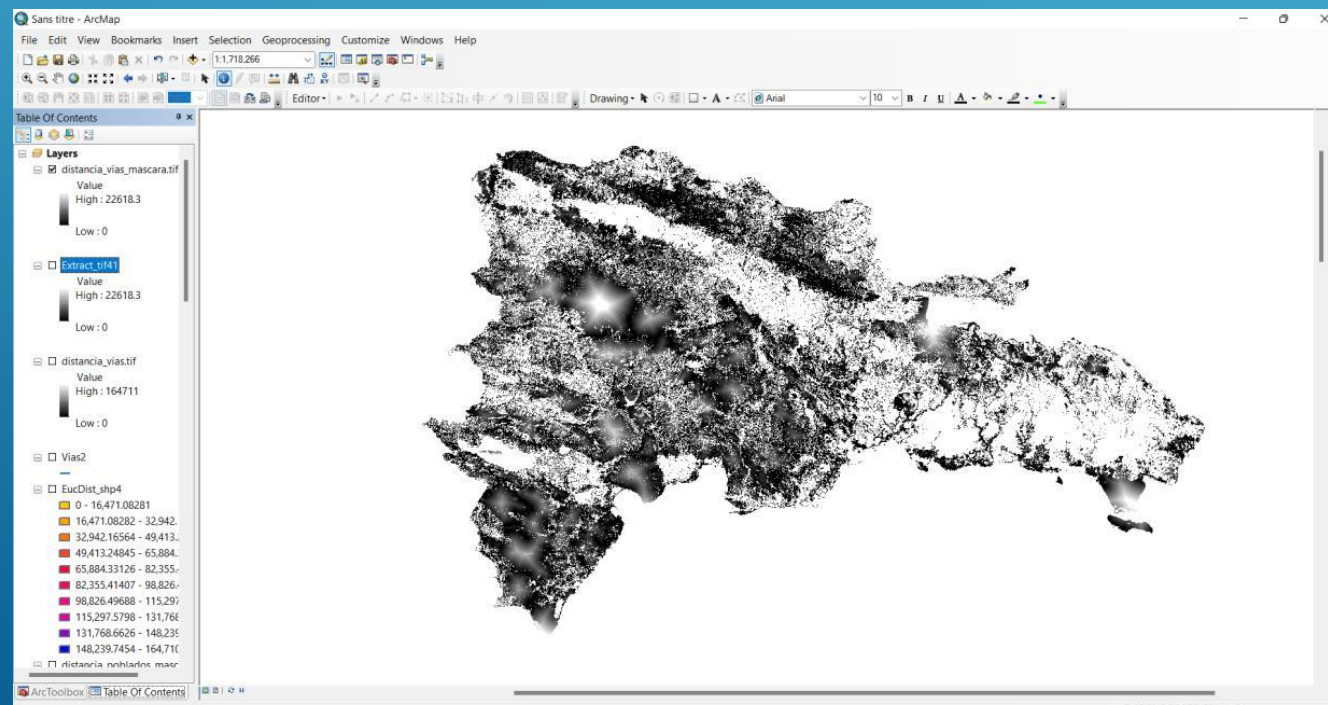 Sans titre - ArcMap
File Edit View Bookmarks Insert Selection Geoprocessing Customize Windows Help
1:1,718,266
Editor Drawing A Arial 10 B I U A
Table Of Contents
Layers
distancia_vias_mascara.tif
Value
High : 22618.3
Low : 0
Extract_tif41
Value
High : 22618.3
Low : 0
distancia_vias.tif
Value
High : 164711
Low : 0
Vias2
EucDist_shp4
0 - 16,471.08281
16,471.08282 - 32,942.
32,942.16564 - 49,413.
49,413.24845 - 65,884.
65,884.33126 - 82,355.
82,355.41407 - 98,826.
98,826.49688 - 115,297
115,297.5798 - 131,768
131,768.6626 - 148,239
148,239.7454 - 164,710
distancia_poblados_masc
ArcToolbox Table Of Contents